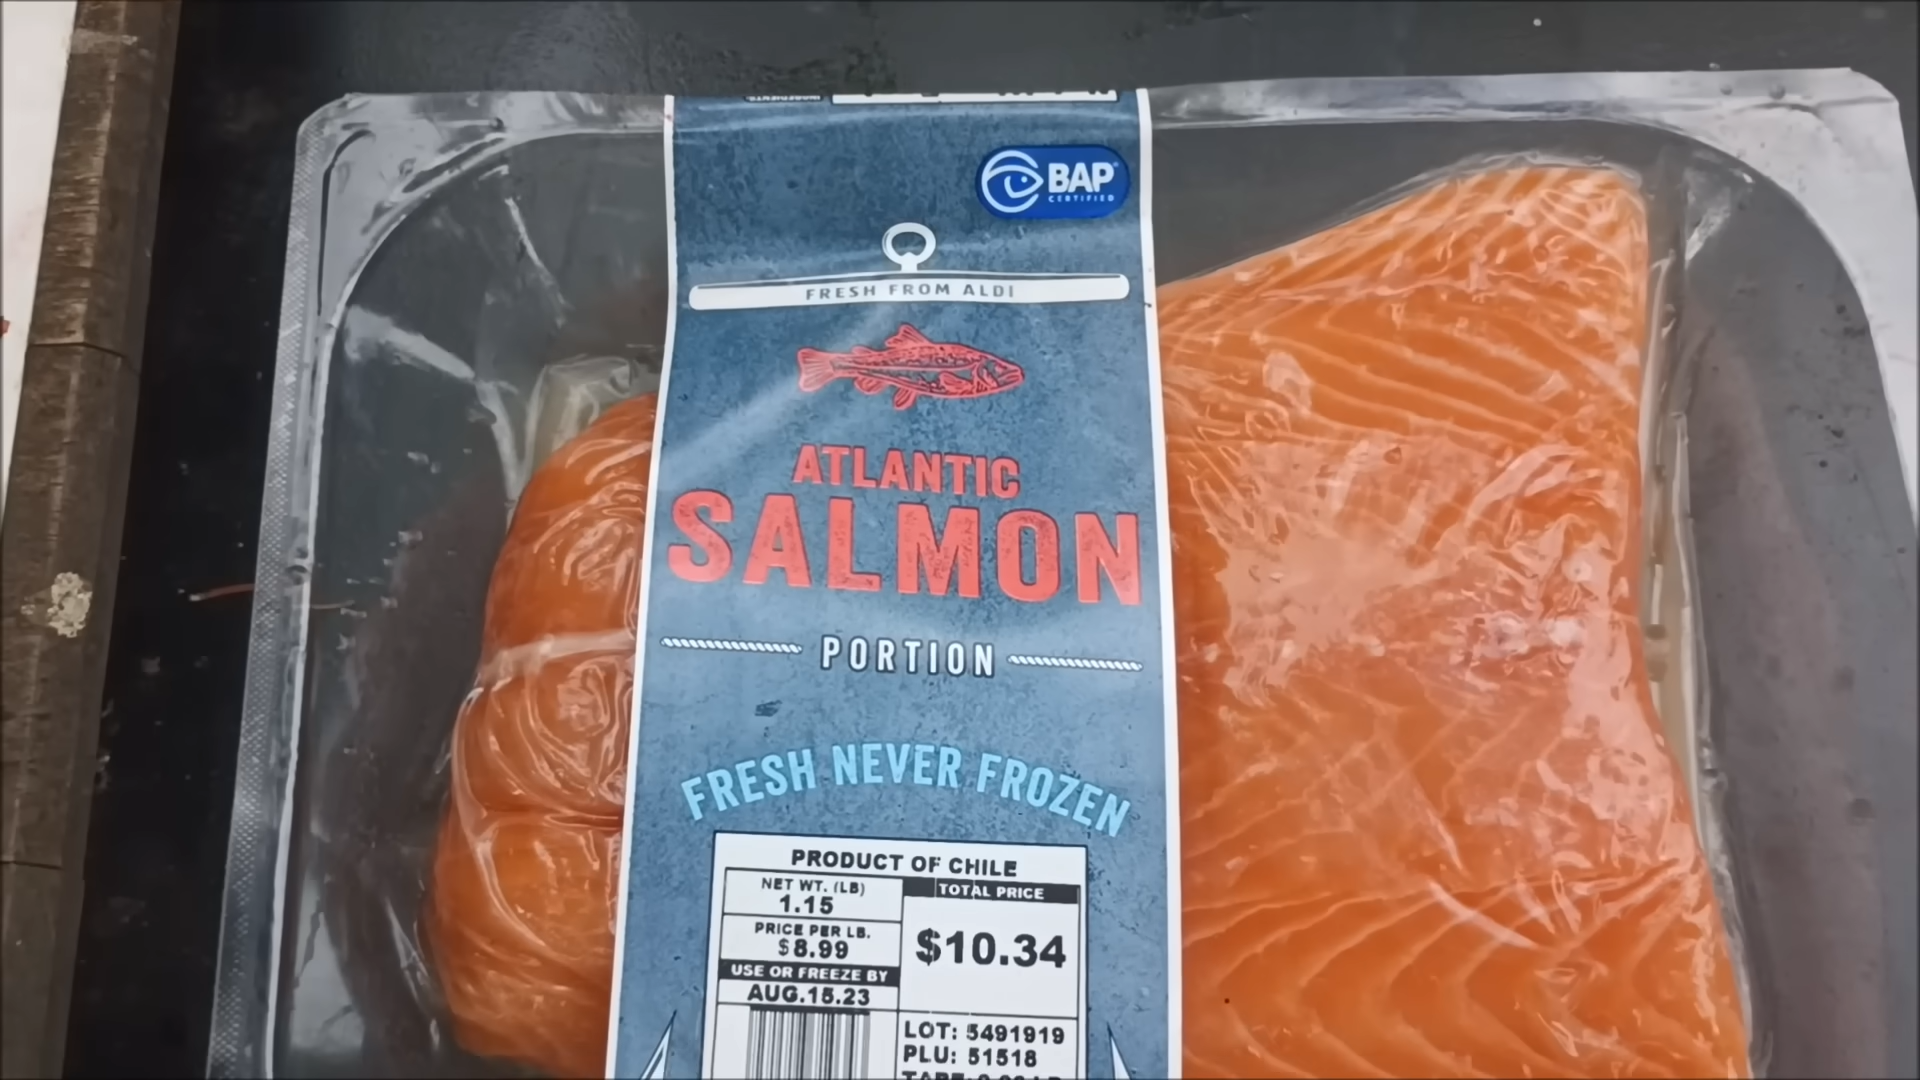 INGREDIENTS:
BAP
CERTIFIED
FRESH FROM ALDI
ATLANTIC
SALMON
PORTION
FRESH NEVER FROZEN
PRODUCT OF CHILE
NET WT. (LB)
1.15
TOTAL PRICE
$10.34
PRICE PER LB.
$8.99
USE OR FREEZE BY
AUG.15.23
LOT: 5491919
PLU: 51518